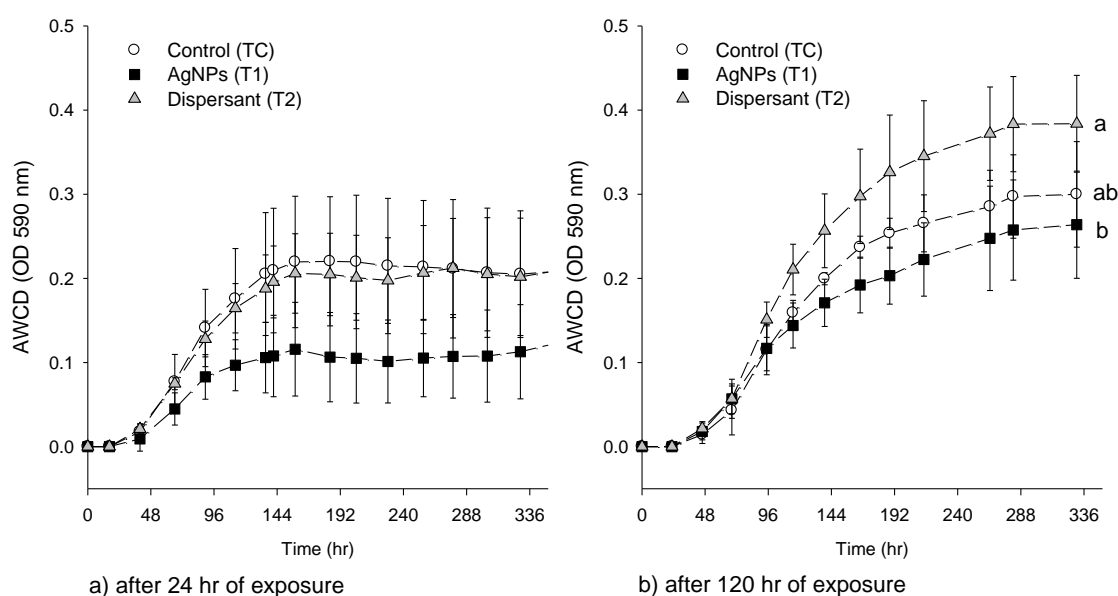 0.5
0.4
0.3
0.2
0.1
0.0
AWCD (OD 590 nm)
Control (TC)
AgNPs (T1)
Dispersant (T2)
0 48 96 144 192 240 288 336
Time (hr)
a) after 24 hr of exposure
0.5
0.4
0.3
0.2
0.1
0.0
AWCD (OD 590 nm)
Control (TC)
AgNPs (T1)
Dispersant (T2)
a
ab
b
0 48 96 144 192 240 288 336
Time (hr)
b) after 120 hr of exposure